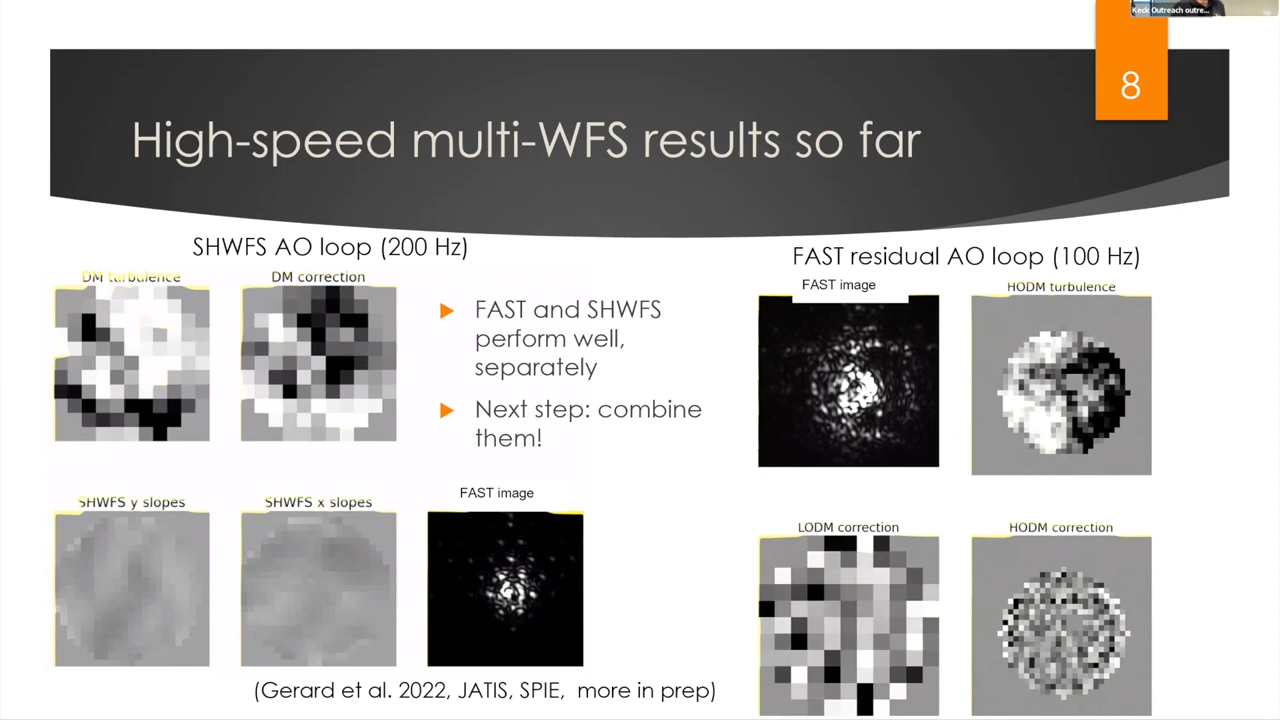 Keck Outreach outre...
8
High-speed multi-WFS results so far
SHWFS AO loop (200 Hz)
DM turbulence
DM correction
SHWFS y slopes
SHWFS x slopes
FAST image
FAST and SHWFS
perform well,
separately
Next step: combine
them!
FAST residual AO loop (100 Hz)
FAST image
HODM turbulence
LODM correction
HODM correction
(Gerard et al. 2022, JATIS, SPIE, more in prep)